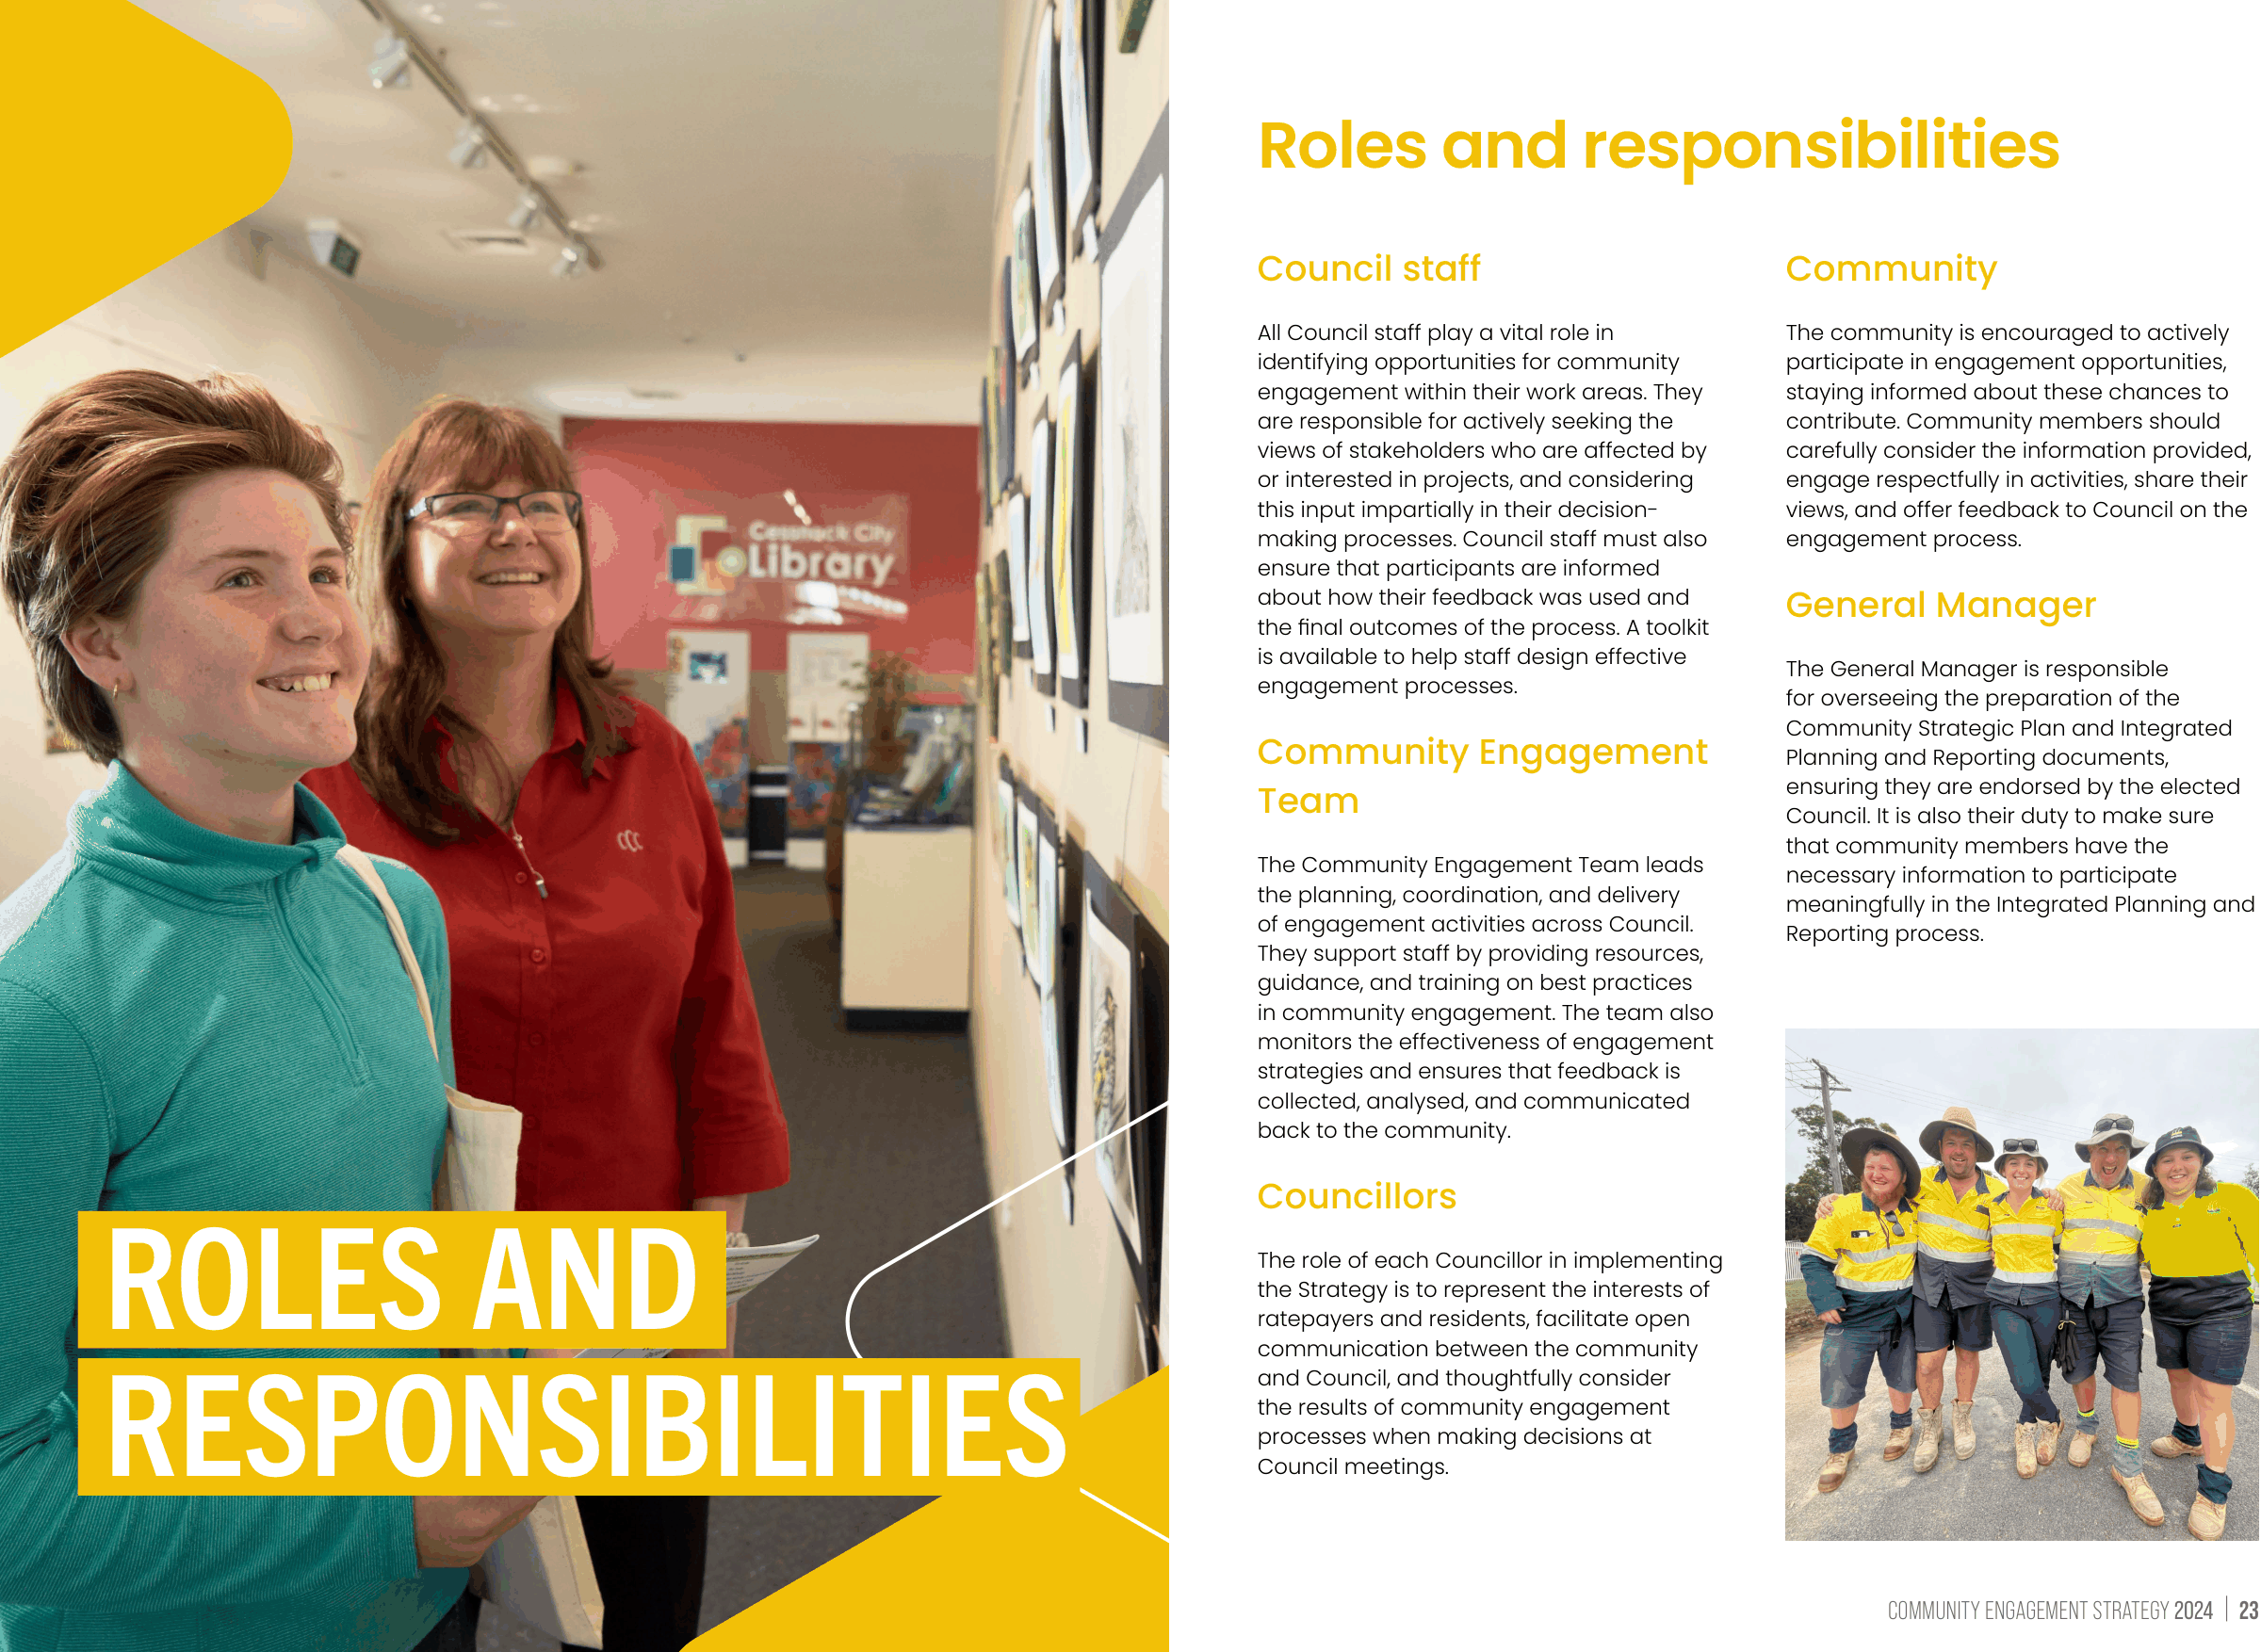 Cessnock City
Library
ROLES AND
RESPONSIBILITIES
Roles and responsibilities
Council staff
All Council staff play a vital role in
identifying opportunities for community
engagement within their work areas. They
are responsible for actively seeking the
views of stakeholders who are affected by
or interested in projects, and considering
this input impartially in their decision-
making processes. Council staff must also
ensure that participants are informed
about how their feedback was used and
the final outcomes of the process. A toolkit
is available to help staff design effective
engagement processes.
Community Engagement
Team
The Community Engagement Team leads
the planning, coordination, and delivery
of engagement activities across Council.
They support staff by providing resources,
guidance, and training on best practices
in community engagement. The team also
monitors the effectiveness of engagement
strategies and ensures that feedback is
collected, analysed, and communicated
back to the community.
Councillors
The role of each Councillor in implementing
the Strategy is to represent the interests of
ratepayers and residents, facilitate open
communication between the community
and Council, and thoughtfully consider
the results of community engagement
processes when making decisions at
Council meetings.
Community
The community is encouraged to actively
participate in engagement opportunities,
staying informed about these chances to
contribute. Community members should
carefully consider the information provided,
engage respectfully in activities, share their
views, and offer feedback to Council on the
engagement process.
General Manager
The General Manager is responsible
for overseeing the preparation of the
Community Strategic Plan and Integrated
Planning and Reporting documents,
ensuring they are endorsed by the elected
Council. It is also their duty to make sure
that community members have the
necessary information to participate
meaningfully in the Integrated Planning and
Reporting process.
COMMUNITY ENGAGEMENT STRATEGY 2024 | 23